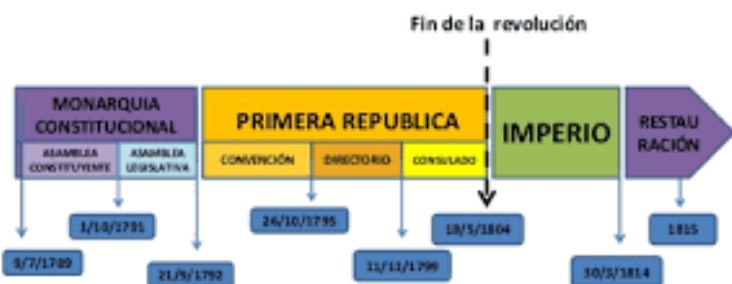 Fin de la revolución
MONARQUIA
CONSTITUCIONAL
ASAMBLEA
CONSTITUYENTE
ASAMBLEA
LEGISLATIVA
PRIMERA REPUBLICA
CONVENCIÓN
DIRECTORIO
CONSULADO
IMPERIO
RESTAU
RACIÓN
9/7/1789
1/10/1791
21/9/1792
26/10/1795
11/11/1799
18/5/1804
30/3/1814
1815